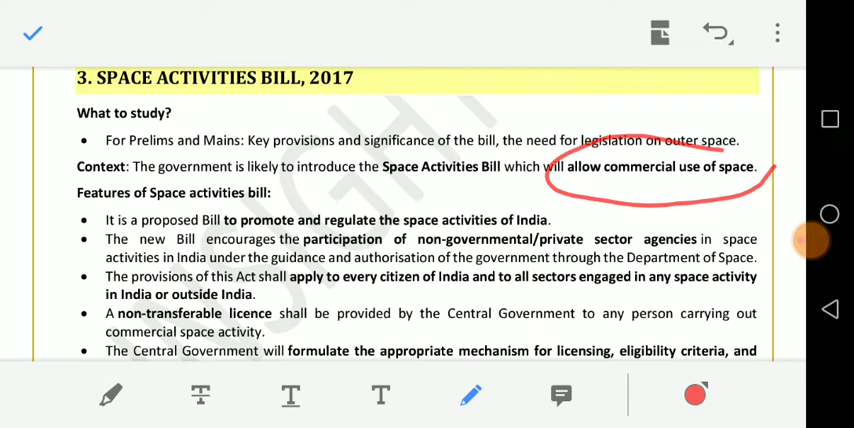 3. SPACE ACTIVITIES BILL, 2017
What to study?
• For Prelims and Mains: Key provisions and significance of the bill, the need for legislation on outer space.
Context: The government is likely to introduce the Space Activities Bill which will allow commercial use of space.
Features of Space activities bill:
• It is a proposed Bill to promote and regulate the space activities of India.
• The new Bill encourages the participation of non-governmental/private sector agencies in space
activities in India under the guidance and authorisation of the government through the Department of Space.
• The provisions of this Act shall apply to every citizen of India and to all sectors engaged in any space activity
in India or outside India.
• A non-transferable licence shall be provided by the Central Government to any person carrying out
commercial space activity.
• The Central Government will formulate the appropriate mechanism for licensing, eligibility criteria, and
INSIGHT
T
T
T